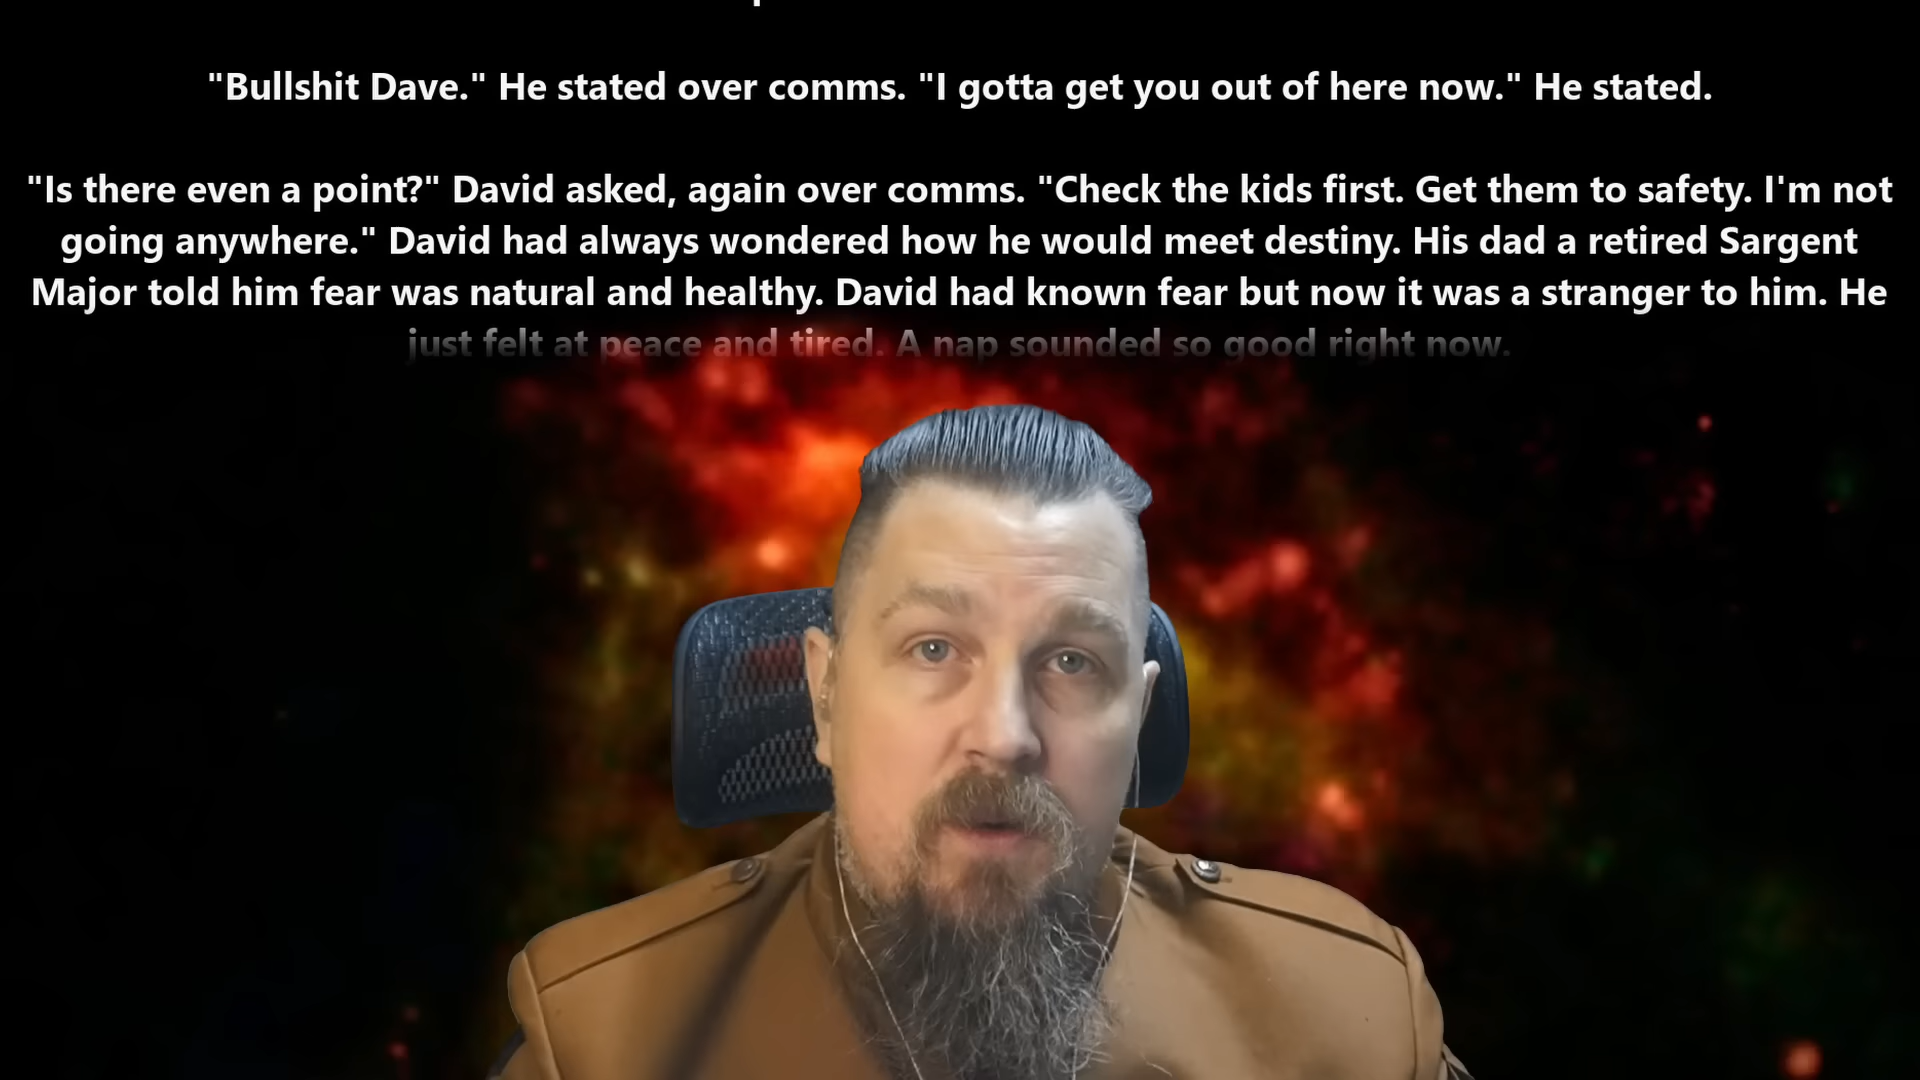 "Bullshit Dave." He stated over comms. "I gotta get you out of here now." He stated.
"Is there even a point?" David asked, again over comms. "Check the kids first. Get them to safety. I'm not
going anywhere." David had always wondered how he would meet destiny. His dad a retired Sargent
Major told him fear was natural and healthy. David had known fear but now it was a stranger to him. He
just felt at peace and tired. A nap sounded so good right now.